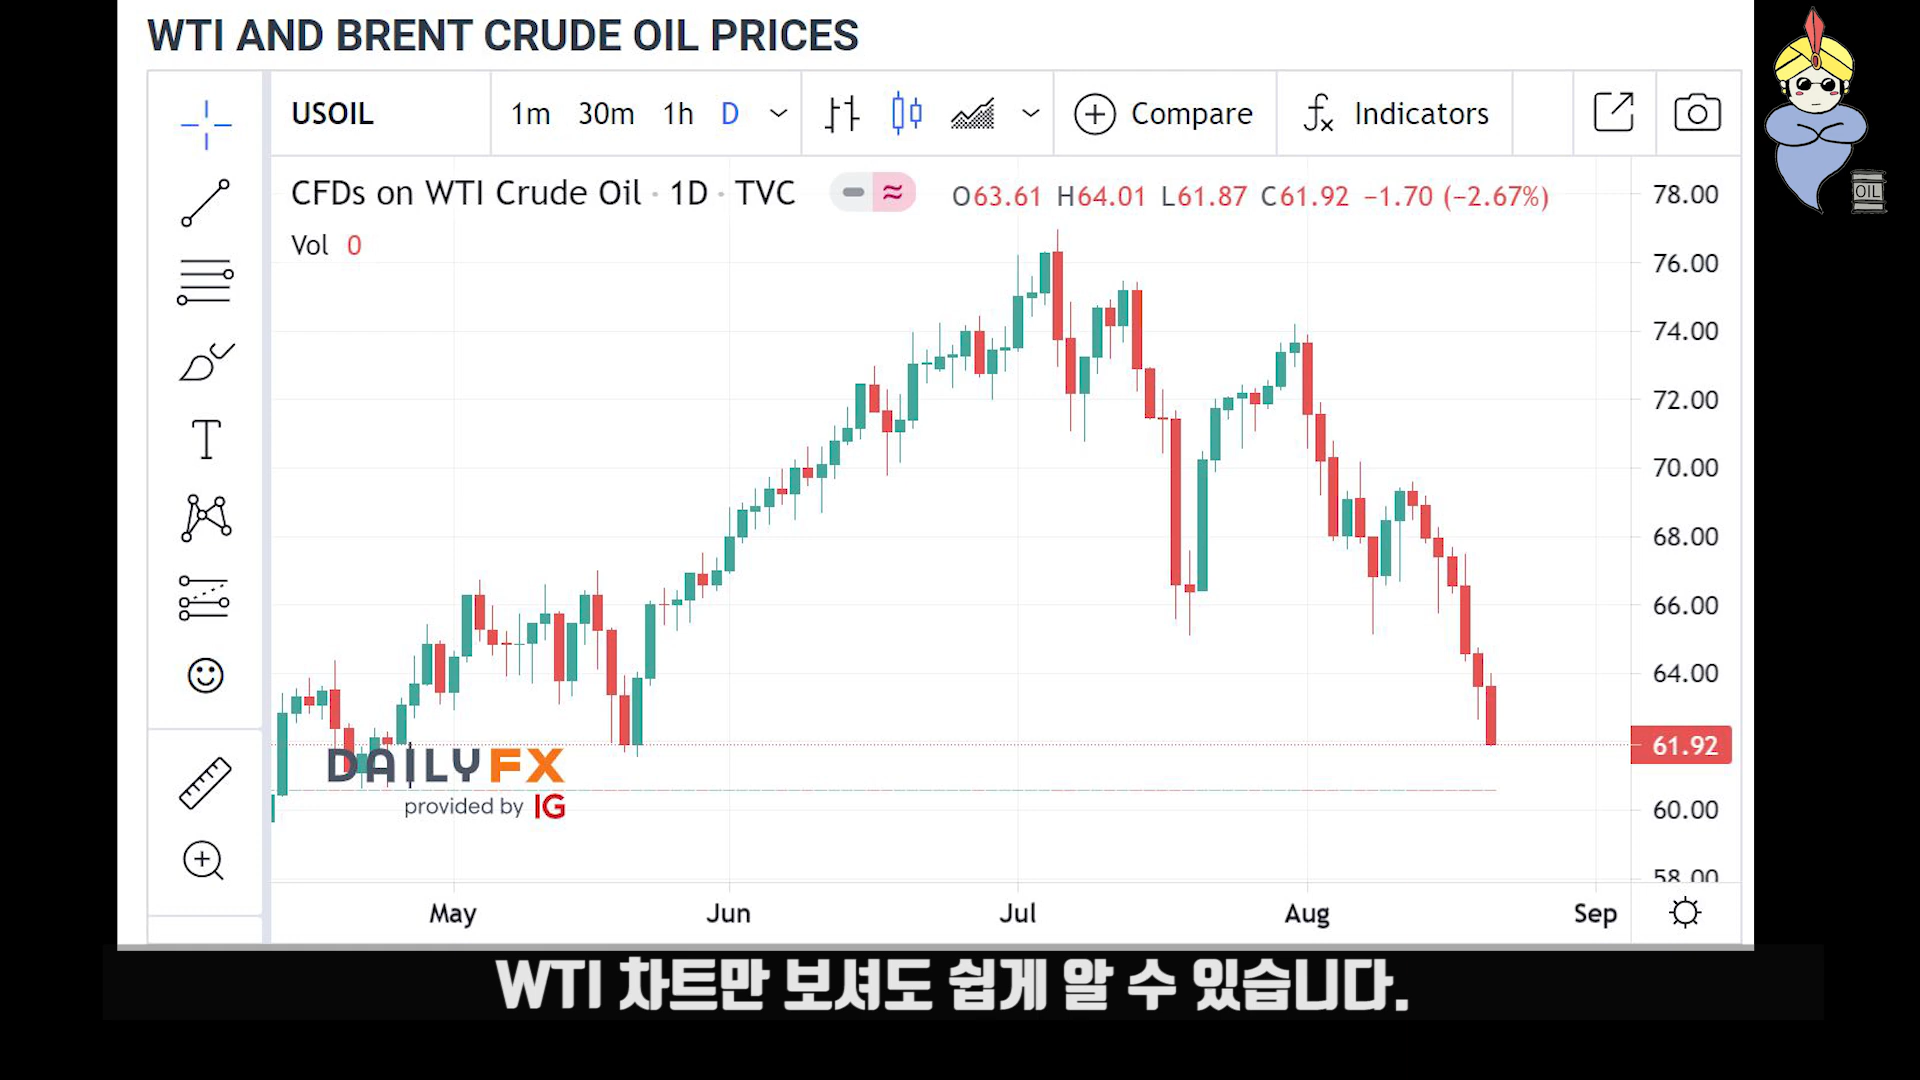 WTI AND BRENT CRUDE OIL PRICES
USOIL 1m 30m 1h D Compare Indicators
CFDs on WTI Crude Oil · 1D · TVC O63.61 H64.01 L61.87 C61.92 −1.70 (−2.67%)
Vol 0
OIL
78.00
76.00
74.00
72.00
70.00
68.00
66.00
64.00
61.92
60.00
58.00
DAILYFX
provided by IG
May Jun Jul Aug Sep
WTI 차트만 보셔도 쉽게 알 수 있습니다.